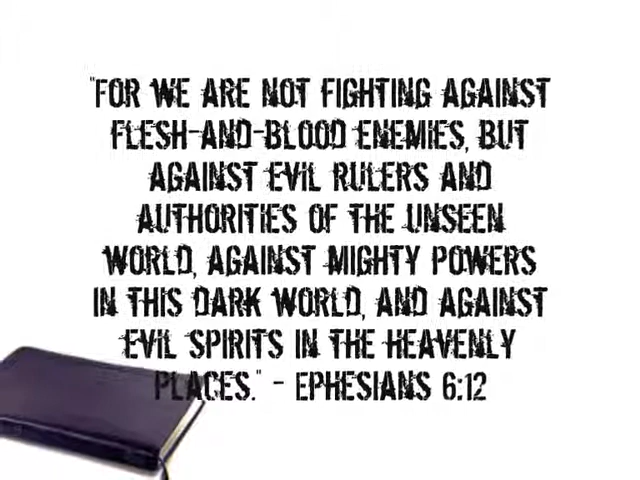 "FOR WE ARE NOT FIGHTING AGAINST
FLESH-AND-BLOOD ENEMIES, BUT
AGAINST EVIL RULERS AND
AUTHORITIES OF THE UNSEEN
WORLD, AGAINST MIGHTY POWERS
IN THIS DARK WORLD, AND AGAINST
EVIL SPIRITS IN THE HEAVENLY
PLACES." - EPHESIANS 6:12